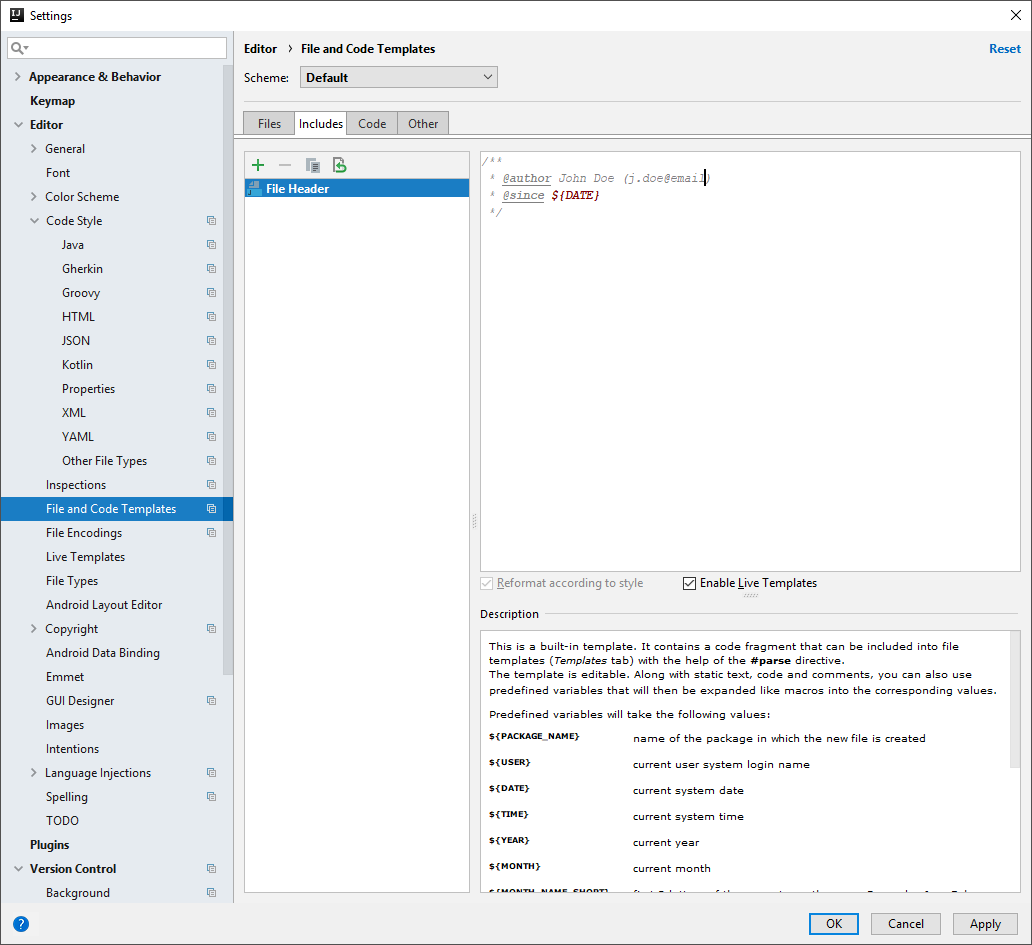 Settings
Editor › File and Code Templates
Reset
Scheme: Default
Appearance & Behavior
Keymap
Editor
General
Font
Color Scheme
Code Style
Java
Gherkin
Groovy
HTML
JSON
Kotlin
Properties
XML
YAML
Other File Types
Inspections
File and Code Templates
File Encodings
Live Templates
File Types
Android Layout Editor
Copyright
Android Data Binding
Emmet
GUI Designer
Images
Intentions
Language Injections
Spelling
TODO
Plugins
Version Control
Background
Files Includes Code Other
File Header
/**
* @author John Doe (j.doe@email)
* @since ${DATE}
*/
Reformat according to style
Enable Live Templates
Description
This is a built-in template. It contains a code fragment that can be included into file
templates (Templates tab) with the help of the #parse directive.
The template is editable. Along with static text, code and comments, you can also use
predefined variables that will then be expanded like macros into the corresponding values.
Predefined variables will take the following values:
${PACKAGE_NAME} name of the package in which the new file is created
${USER} current user system login name
${DATE} current system date
${TIME} current system time
${YEAR} current year
${MONTH} current month
${MONTH_NAME_SHORT}
? OK Cancel Apply